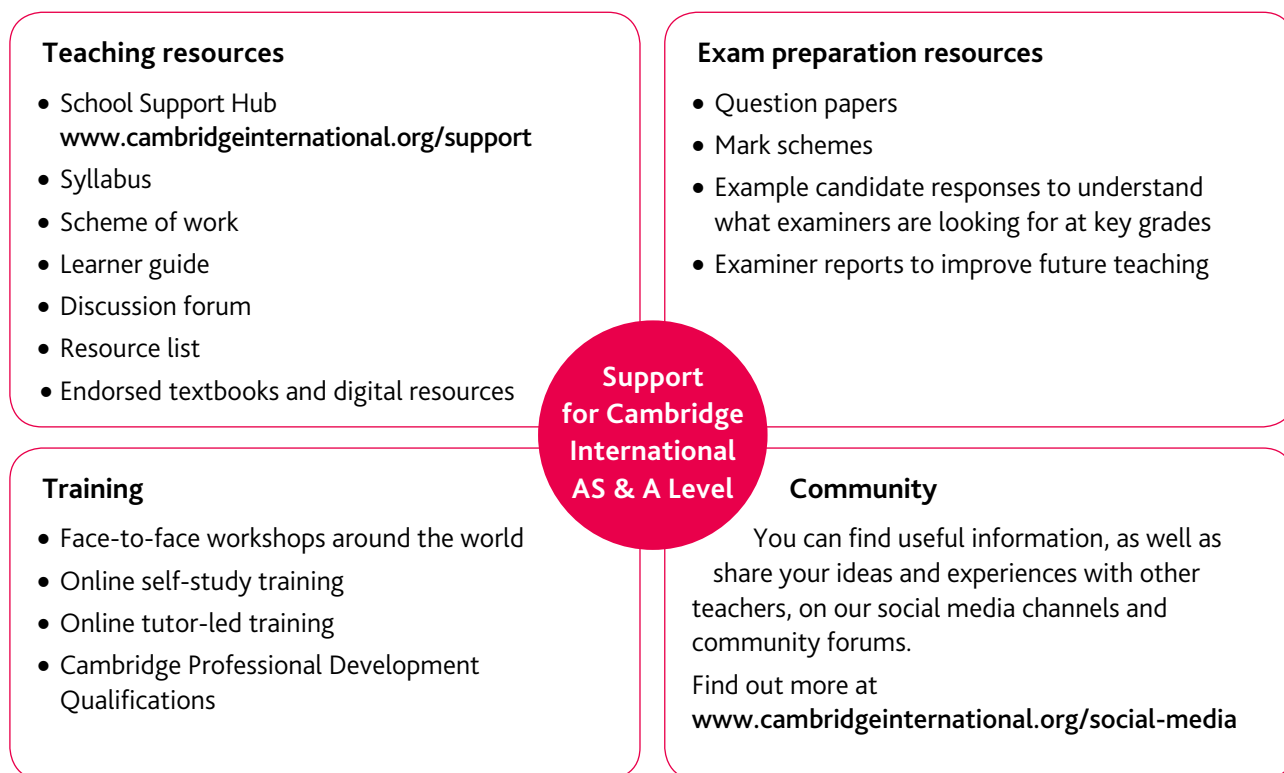 Teaching resources
• School Support Hub
www.cambridgeinternational.org/support
• Syllabus
• Scheme of work
• Learner guide
• Discussion forum
• Resource list
• Endorsed textbooks and digital resources
Exam preparation resources
• Question papers
• Mark schemes
• Example candidate responses to understand
what examiners are looking for at key grades
• Examiner reports to improve future teaching
Support
for Cambridge
International
AS & A Level
Training
• Face-to-face workshops around the world
• Online self-study training
• Online tutor-led training
• Cambridge Professional Development
Qualifications
Community
You can find useful information, as well as
share your ideas and experiences with other
teachers, on our social media channels and
community forums.
Find out more at
www.cambridgeinternational.org/social-media